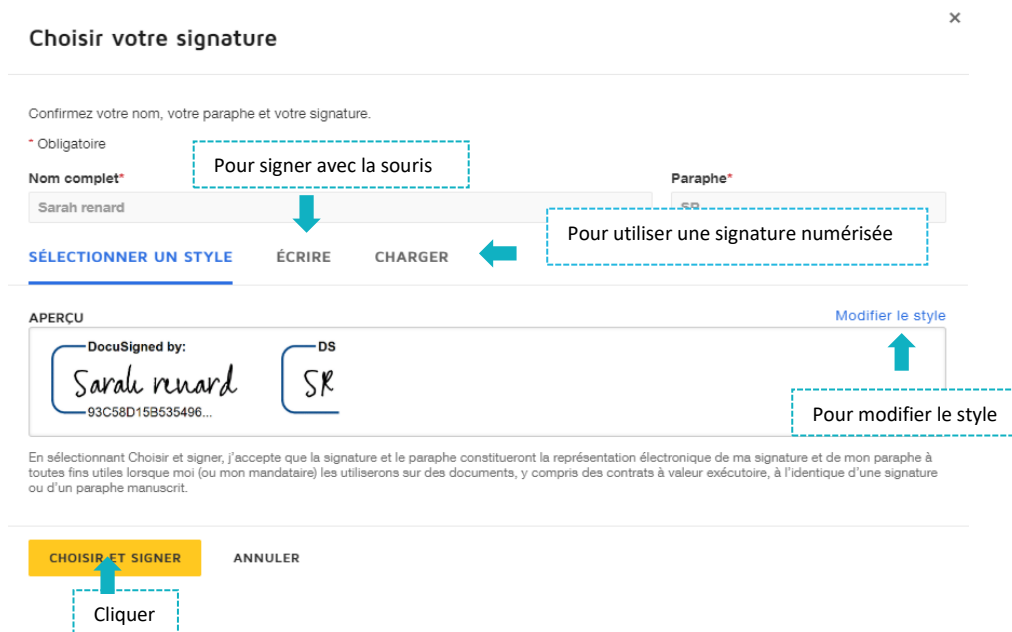 ×
Choisir votre signature
Confirmez votre nom, votre paraphe et votre signature.
* Obligatoire
Pour signer avec la souris
Nom complet*
Paraphe*
Sarah renard
SR
Pour utiliser une signature numérisée
SÉLECTIONNER UN STYLE
ÉCRIRE
CHARGER
APERÇU
Modifier le style
DocuSigned by:
Sarah renard
93C58D15B535496...
DS
SR
Pour modifier le style
En sélectionnant Choisir et signer, j’accepte que la signature et le paraphe constitueront la représentation électronique de ma signature et de mon paraphe à
toutes fins utiles lorsque moi (ou mon mandataire) les utiliserons sur des documents, y compris des contrats à valeur exécutoire, à l’identique d’une signature
ou d’un paraphe manuscrit.
CHOISIR ET SIGNER
ANNULER
Cliquer